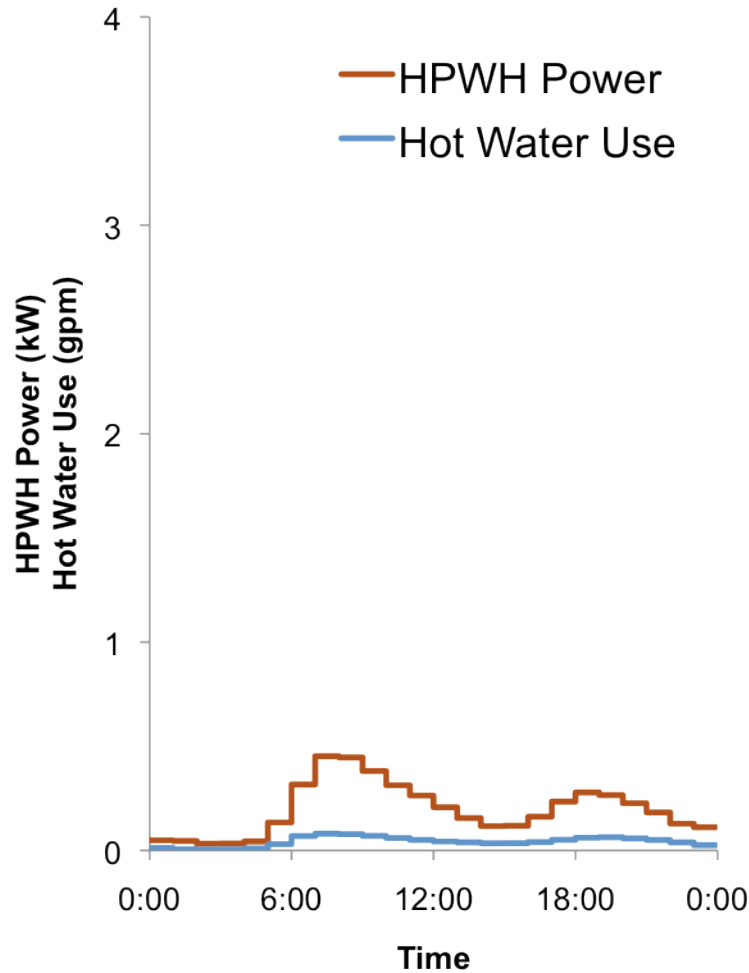 4
HPWH Power
Hot Water Use
3
2
1
0
HPWH Power (kW)
Hot Water Use (gpm)
0:00 6:00 12:00 18:00 0:00
Time